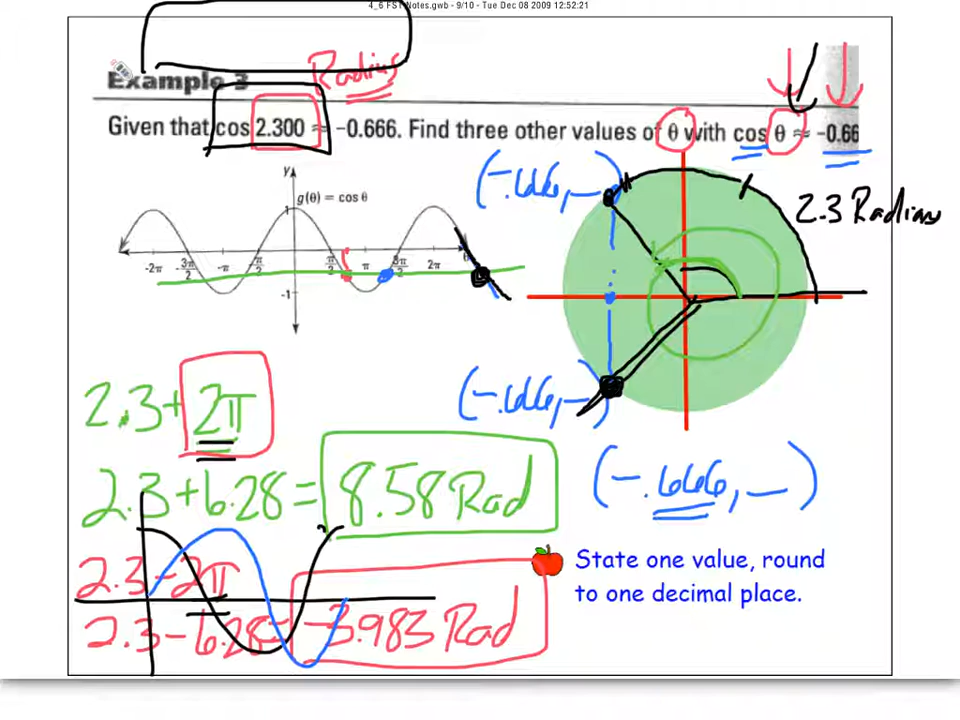 4_6 FST Notes.gwb - 9/10 - Tue Dec 08 2009 12:52:21
Example 3
Radius
Given that cos 2.300 ≈ -0.666. Find three other values of θ with cos θ ≈ -0.66
(-.666, _)
2.3 Radians
y
g(θ) = cos θ
1
-2π -3π/2 -π -π/2 π/2 π 3π/2 2π θ
-1
(-.666, _)
2.3+ 2π
2.3+6.28= 8.58 Rad
(-.666, _)
State one value, round
to one decimal place.
2.3-2π
2.3-6.28= -3.983 Rad